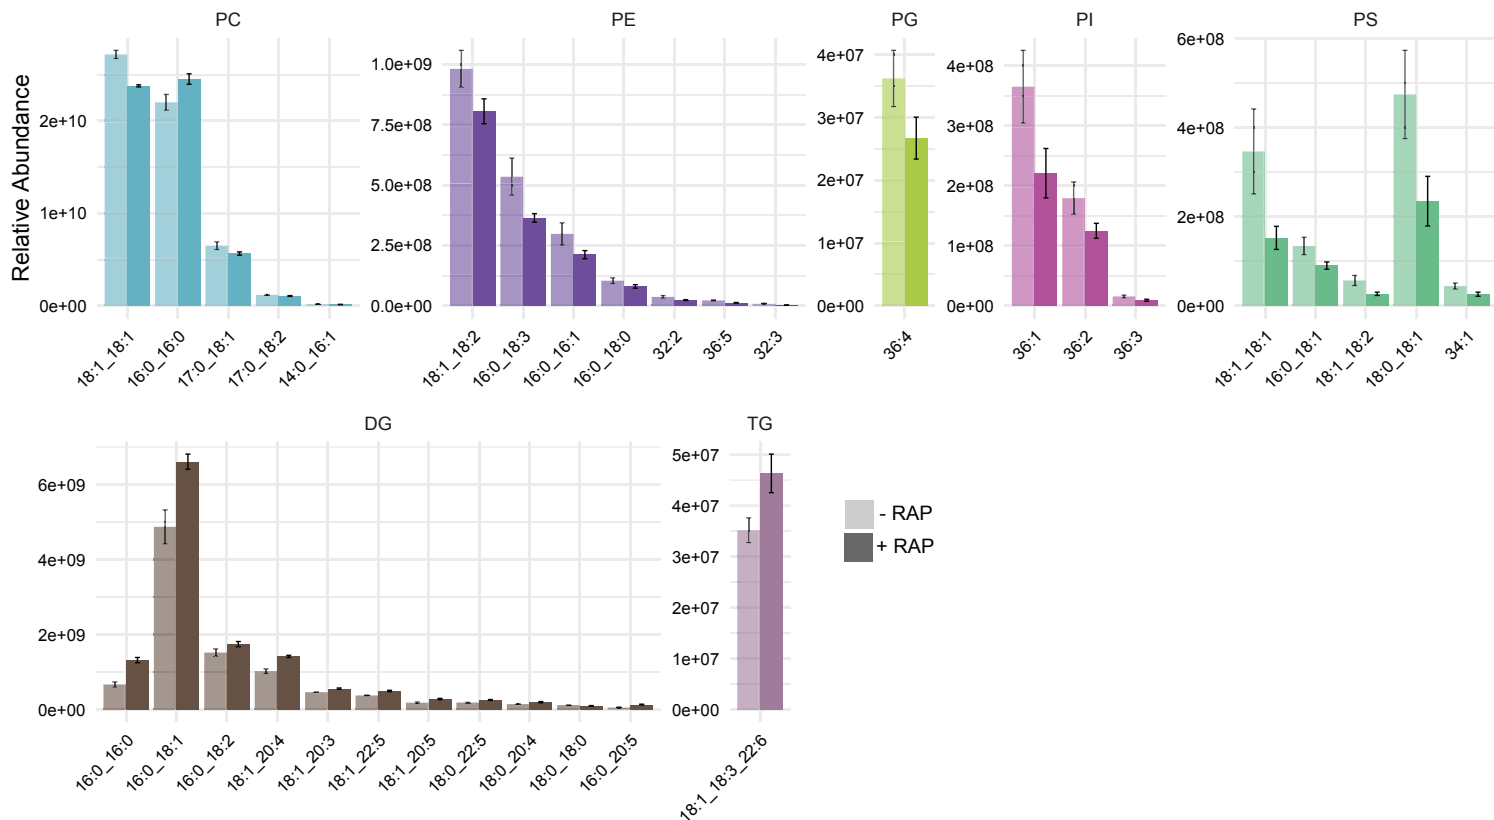 PC PE PG PI PS
Relative Abundance
2e+10
1e+10
0e+00
18:1_18:1 16:0_16:0 17:0_18:1 17:0_18:2 14:0_16:1
1.0e+09
7.5e+08
5.0e+08
2.5e+08
0.0e+00
18:1_18:2 16:0_18:3 16:0_16:1 16:0_18:0 32:2 36:5 32:3
4e+07
3e+07
2e+07
1e+07
0e+00
36:4
4e+08
3e+08
2e+08
1e+08
0e+00
36:1 36:2 36:3
6e+08
4e+08
2e+08
0e+00
18:1_18:1 16:0_18:1 18:1_18:2 18:0_18:1 34:1
DG TG
6e+09
4e+09
2e+09
0e+00
16:0_16:0 16:0_18:1 16:0_18:2 18:1_20:4 18:1_20:3 18:1_22:5 18:1_20:5 18:0_22:5 18:0_20:4 18:0_18:0 16:0_20:5
5e+07
4e+07
3e+07
2e+07
1e+07
0e+00
18:1_18:3_22:6
- RAP
+ RAP